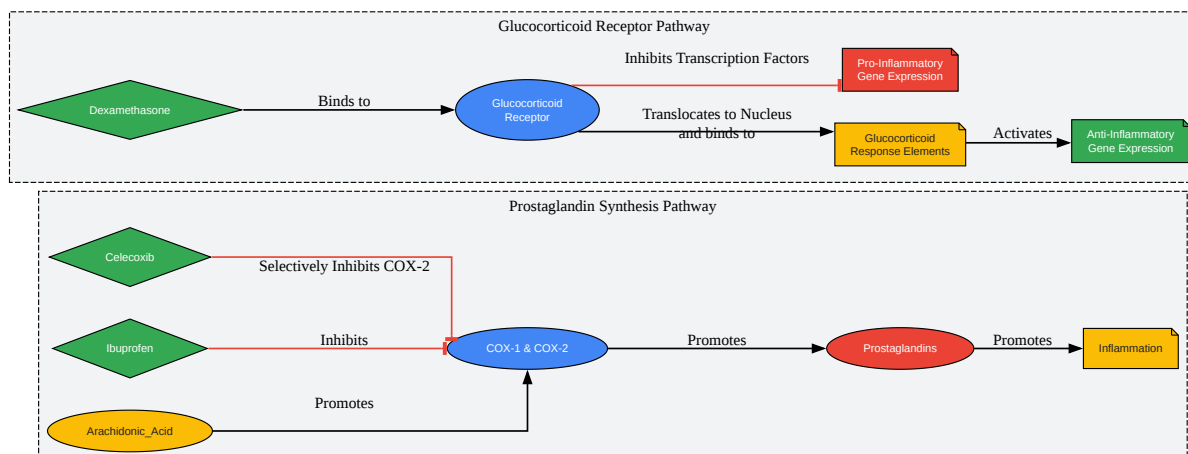 Glucocorticoid Receptor Pathway
Inhibits Transcription Factors
Pro-Inflammatory
Gene Expression
Dexamethasone
Binds to
Glucocorticoid
Receptor
Translocates to Nucleus
and binds to
Glucocorticoid
Response Elements
Activates
Anti-Inflammatory
Gene Expression
Prostaglandin Synthesis Pathway
Celecoxib
Selectively Inhibits COX-2
Ibuprofen
Inhibits
COX-1 & COX-2
Promotes
Prostaglandins
Promotes
Inflammation
Promotes
Arachidonic_Acid